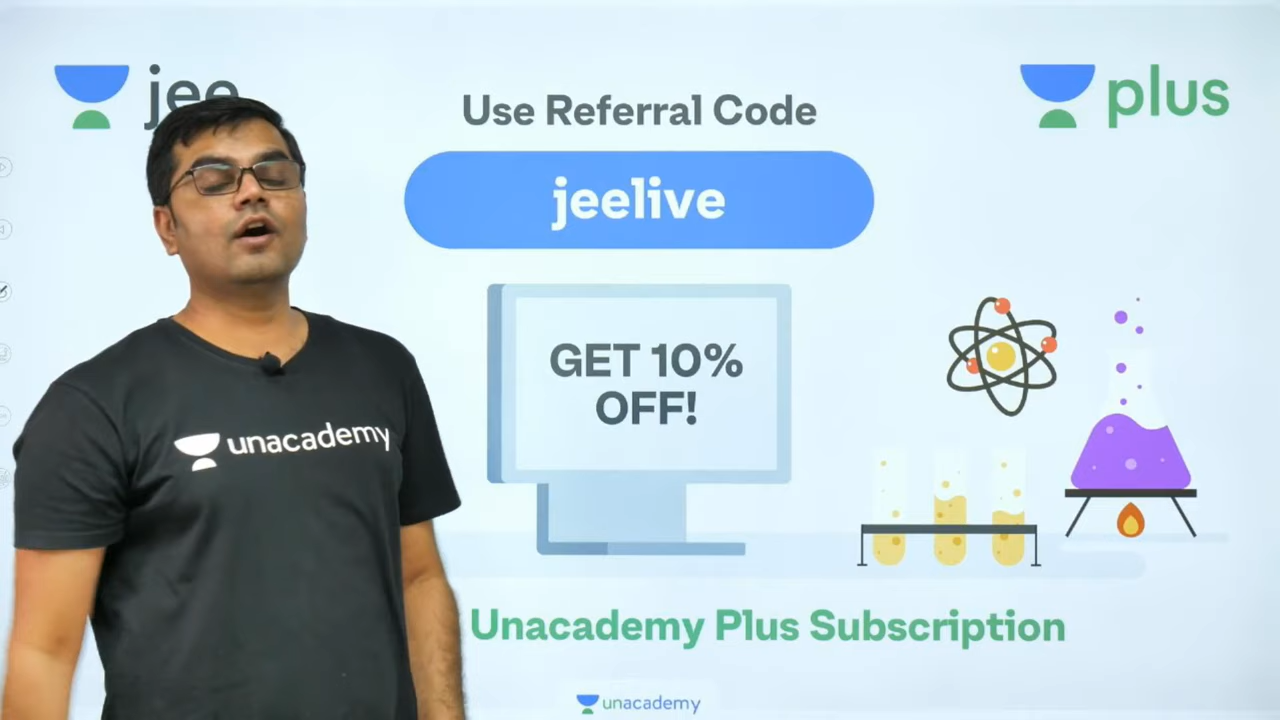 jee
Use Referral Code
plus
jeelive
GET 10%
OFF!
unacademy
Unacademy Plus Subscription
unacademy